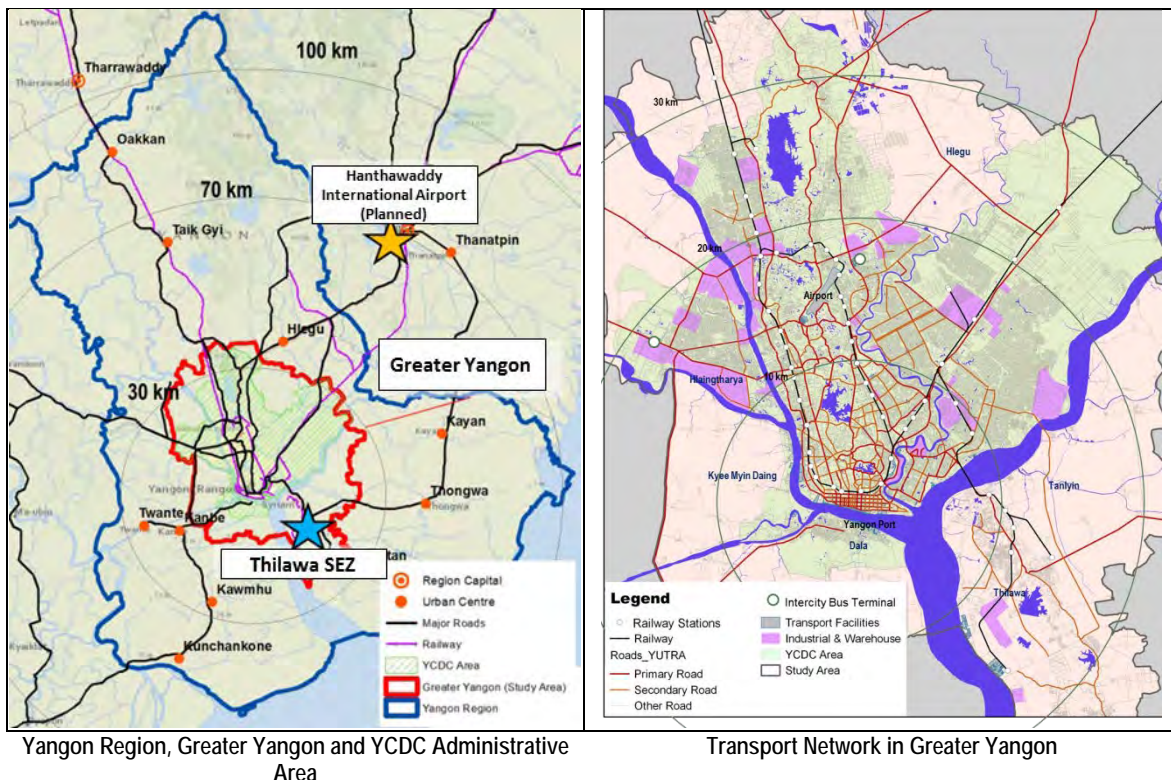 Letpadan
100 km
Tharrawaddy
Tharrawaddy
Oakkan
70 km
Hanthawaddy
International Airport
(Planned)
Taik Gyi
Thanatpin
Hlegu
Greater Yangon
30 km
Kayan
Yangon
Thongwa
Thongwa
Twante
Kanbe
Thilawa SEZ
Kawmhu
Kunchankone
Region Capital
Urban Centre
Major Roads
Railway
YCDC Area
Greater Yangon (Study Area)
Yangon Region
30 km
Hlegu
20 km
Airport
10 km
Hlaingtharya
Kyee Myin Daing
Tanlyin
Yangon Port
Dala
Thilawa
Legend
Railway Stations
Railway
Roads_YUTRA
Primary Road
Secondary Road
Other Road
Intercity Bus Terminal
Transport Facilities
Industrial & Warehouse
YCDC Area
Study Area
Yangon Region, Greater Yangon and YCDC Administrative
Area
Transport Network in Greater Yangon